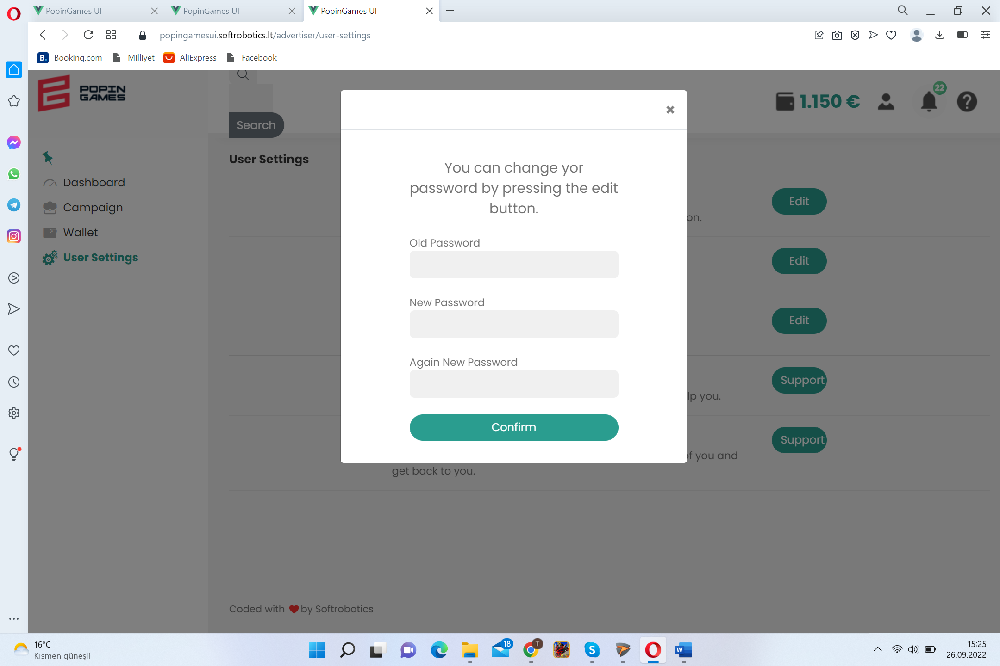 PopinGames UI
PopinGames UI
PopinGames UI
popingamesui.softrobotics.lt/advertiser/user-settings
Booking.com
Milliyet
AliExpress
Facebook
POPIN
GAMES
Search
1.150 €
22
Dashboard
Campaign
Wallet
User Settings
User Settings
You can change yor
password by pressing the edit
button.
Old Password
New Password
Again New Password
Confirm
Edit
on.
Edit
Edit
Support
lp you.
Support
of you and
get back to you.
Coded with
by Softrobotics
16°C
Kısmen güneşli
18
T
15:25
26.09.2022